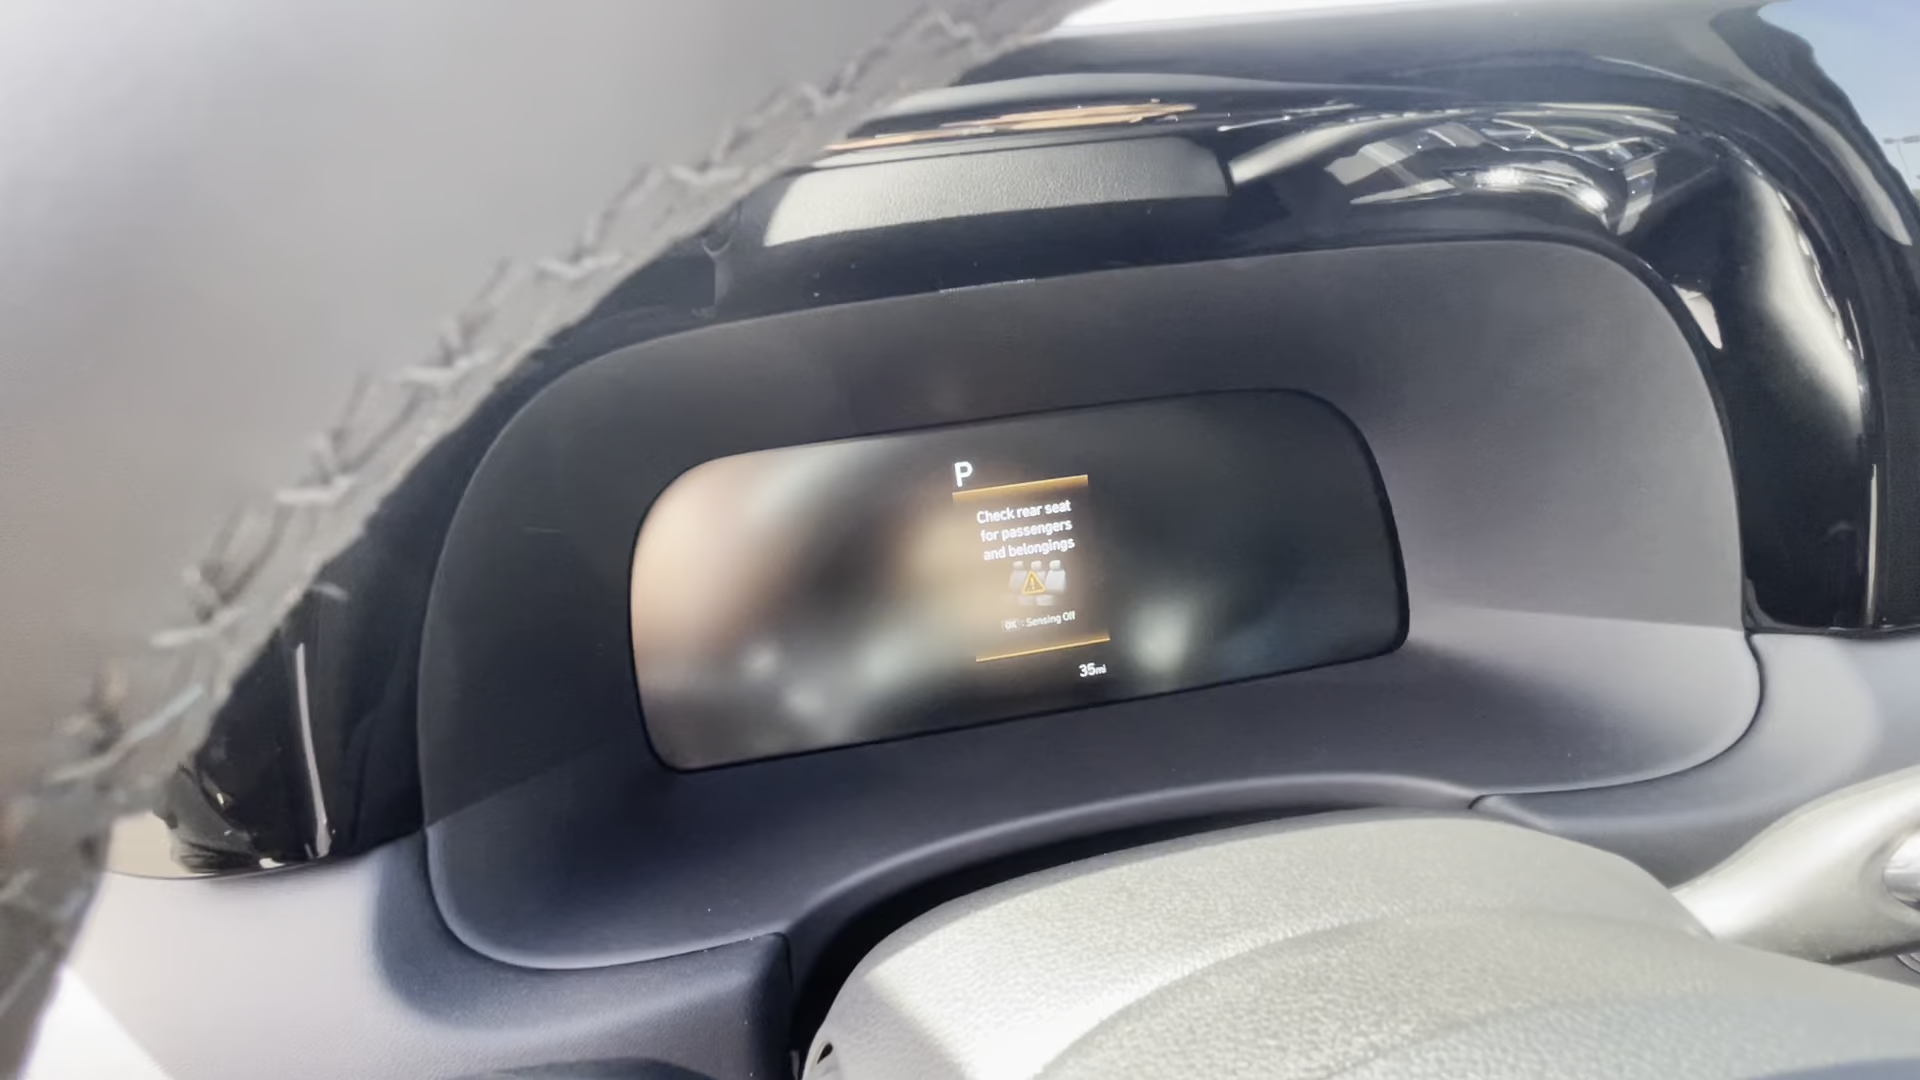 P
Check rear seat
for passengers
and belongings
OK : Sensing Off
35mi